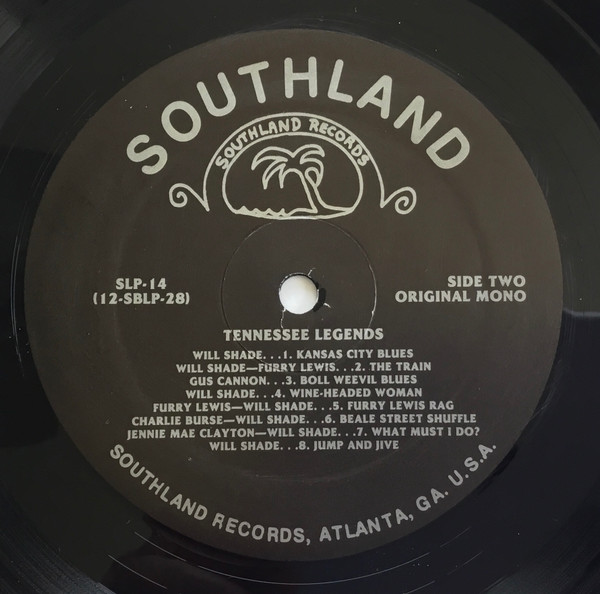 SOUTHLAND
SOUTHLAND RECORDS
SLP-14
(12-SBLP-28)
SIDE TWO
ORIGINAL MONO
TENNESSEE LEGENDS
WILL SHADE. . .1. KANSAS CITY BLUES
WILL SHADE—FURRY LEWIS. . .2. THE TRAIN
GUS CANNON. . .3. BOLL WEEVIL BLUES
WILL SHADE. . .4. WINE-HEADED WOMAN
FURRY LEWIS—WILL SHADE. . .5. FURRY LEWIS RAG
CHARLIE BURSE—WILL SHADE. . .6. BEALE STREET SHUFFLE
JENNIE MAE CLAYTON—WILL SHADE. . .7. WHAT MUST I DO?
WILL SHADE. . .8. JUMP AND JIVE
SOUTHLAND RECORDS, ATLANTA, GA. U.S.A.